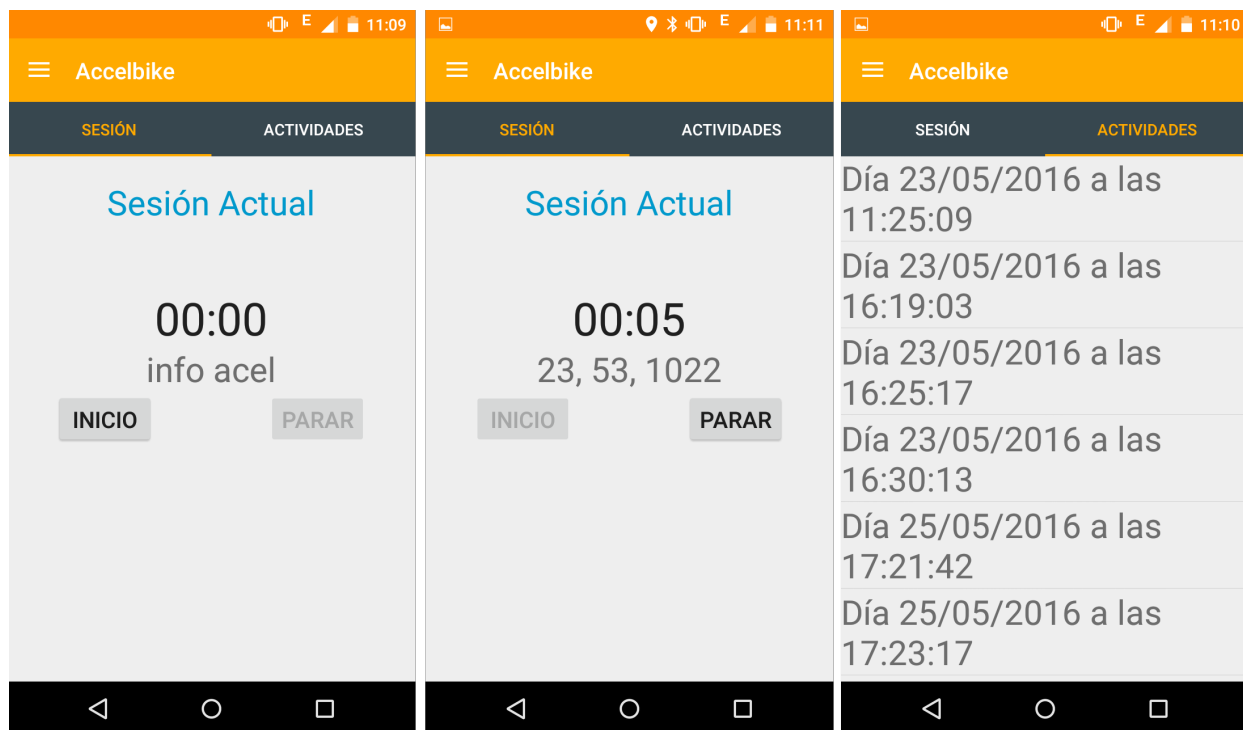 E 11:09
Accelbike
SESIÓN ACTIVIDADES
Sesión Actual
00:00
info acel
INICIO PARAR
E 11:11
Accelbike
SESIÓN ACTIVIDADES
Sesión Actual
00:05
23, 53, 1022
INICIO PARAR
E 11:10
Accelbike
SESIÓN ACTIVIDADES
Día 23/05/2016 a las
11:25:09
Día 23/05/2016 a las
16:19:03
Día 23/05/2016 a las
16:25:17
Día 23/05/2016 a las
16:30:13
Día 25/05/2016 a las
17:21:42
Día 25/05/2016 a las
17:23:17